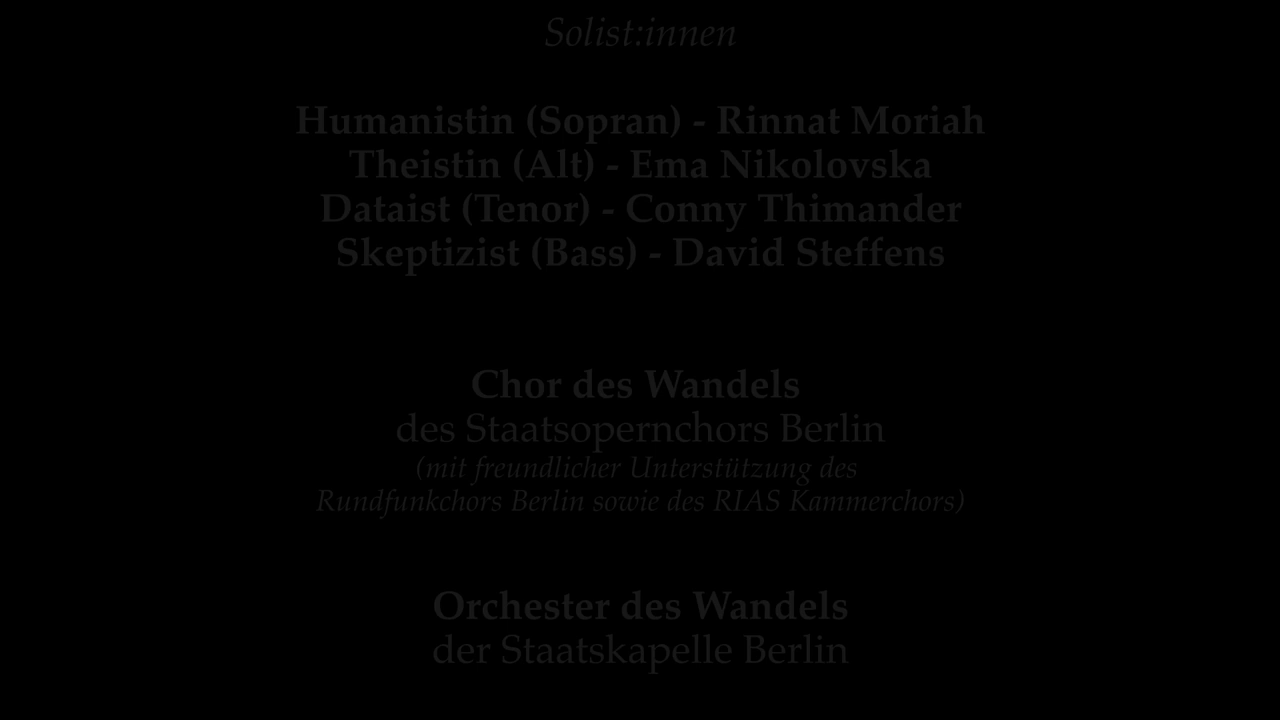 Solist:innen
Humanistin (Sopran) - Rinnat Moriah
Theistin (Alt) - Ema Nikolovska
Dataist (Tenor) - Conny Thimander
Skeptizist (Bass) - David Steffens
Chor des Wandels
des Staatsopernchors Berlin
(mit freundlicher Unterstützung des
Rundfunkchors Berlin sowie des RIAS Kammerchors)
Orchester des Wandels
der Staatskapelle Berlin